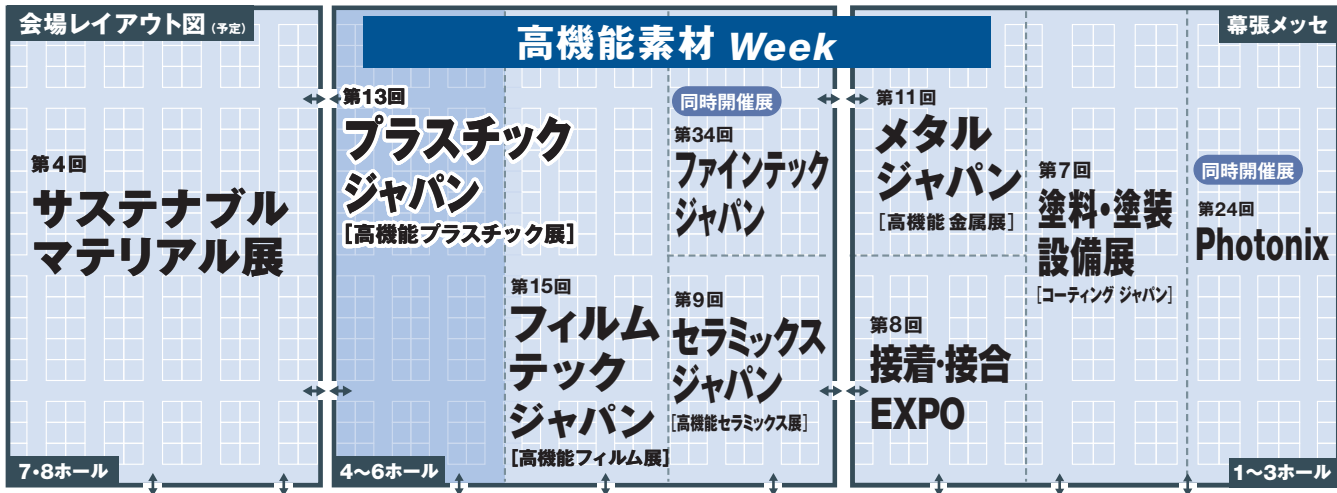 会場レイアウト図(予定)
高機能素材 Week
幕張メッセ
第4回
サステナブル
マテリアル展
7・8ホール
第13回
プラスチック
ジャパン
[高機能プラスチック展]
第15回
フィルム
テック
ジャパン
[高機能フィルム展]
同時開催展
第34回
ファインテック
ジャパン
第9回
セラミックス
ジャパン
[高機能セラミックス展]
4～6ホール
第11回
メタル
ジャパン
[高機能 金属展]
第8回
接着・接合
EXPO
第7回
塗料・塗装
設備展
[コーティング ジャパン]
同時開催展
第24回
Photonix
1～3ホール